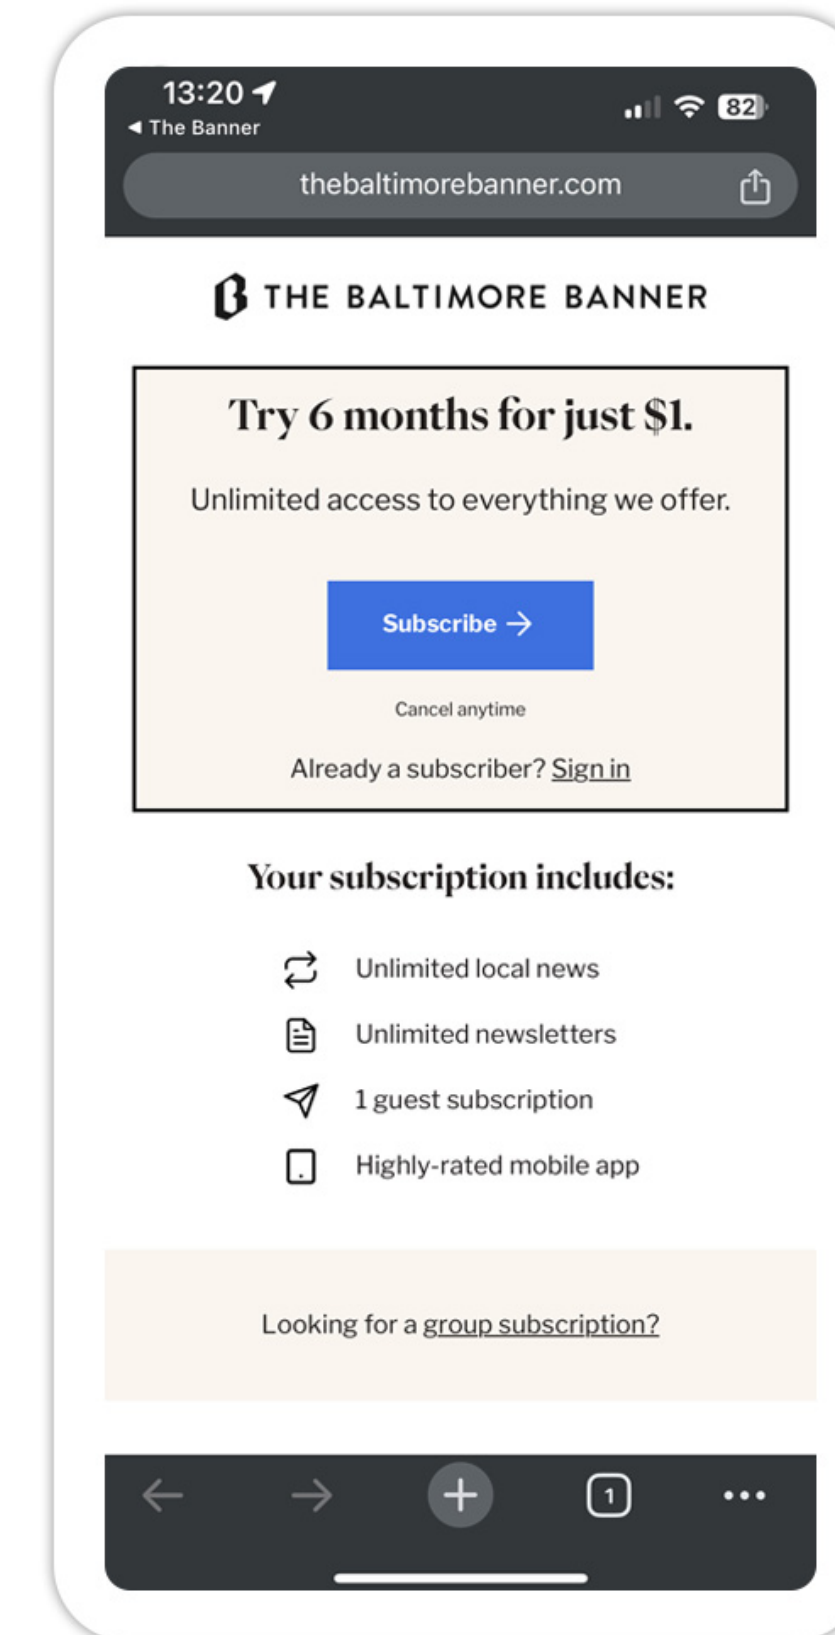 13:20
◀ The Banner
82
thebaltimorebanner.com
THE BALTIMORE BANNER
Try 6 months for just $1.
Unlimited access to everything we offer.
Subscribe →
Cancel anytime
Already a subscriber? Sign in
Your subscription includes:
Unlimited local news
Unlimited newsletters
1 guest subscription
Highly-rated mobile app
Looking for a group subscription?
1